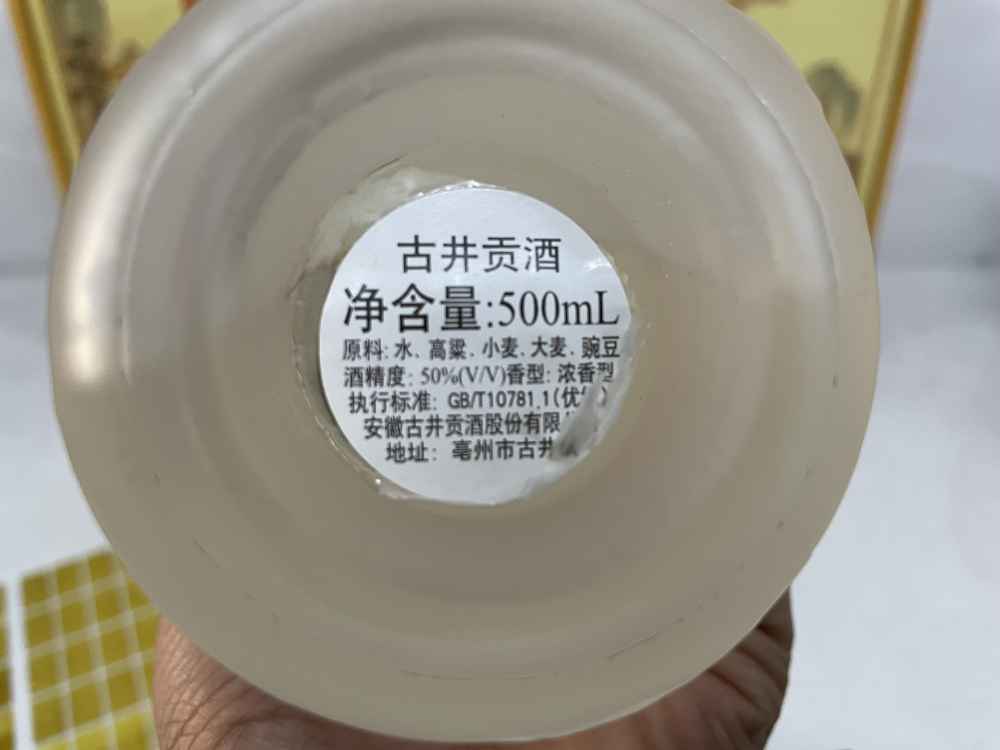 古井贡酒
净含量:500mL
原料: 水、高粱、小麦、大麦、豌豆
酒精度: 50%(V/V)香型: 浓香型
执行标准: GB/T10781.1(优
安徽古井贡酒股份有限
地址: 亳州市古井